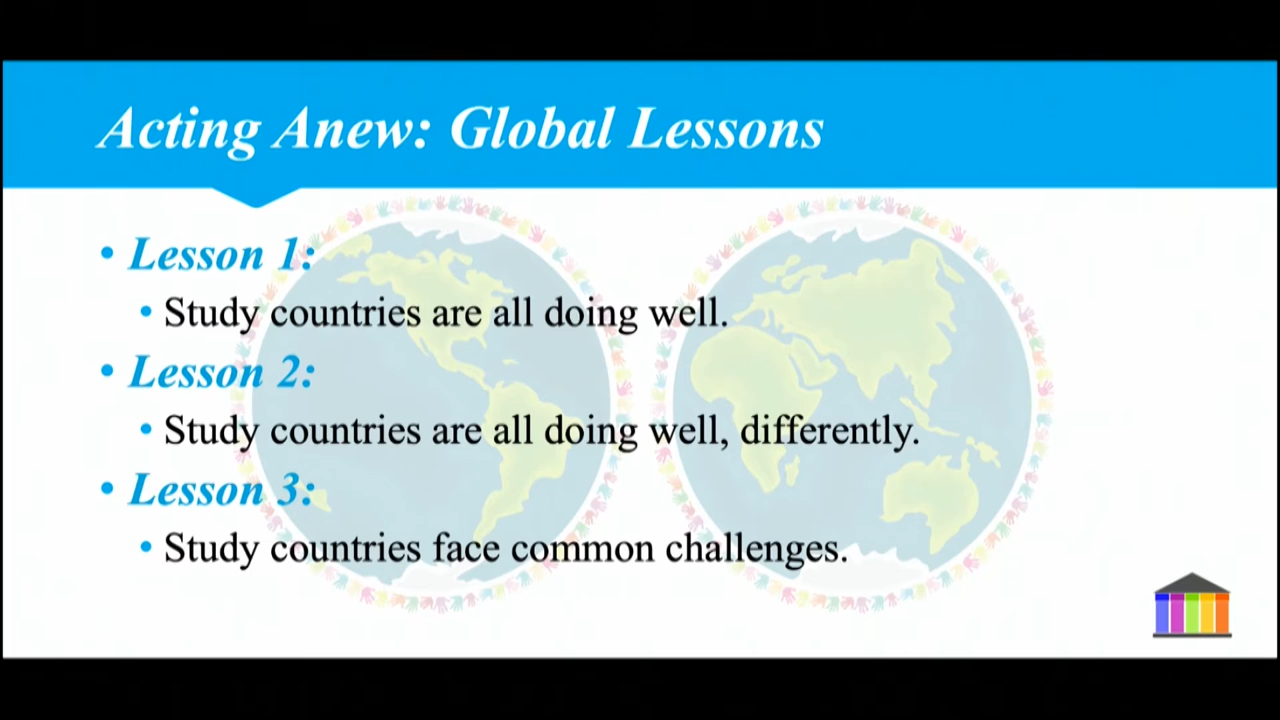 Acting Anew: Global Lessons
• Lesson 1:
• Study countries are all doing well.
• Lesson 2:
• Study countries are all doing well, differently.
• Lesson 3:
• Study countries face common challenges.